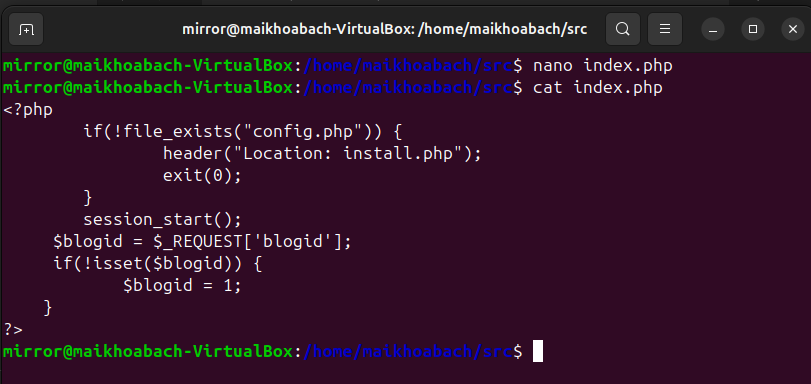 mirror@maikhoabach-VirtualBox: /home/maikhoabach/src
mirror@maikhoabach-VirtualBox:/home/maikhoabach/src$ nano index.php
mirror@maikhoabach-VirtualBox:/home/maikhoabach/src$ cat index.php
<?php
        if(!file_exists("config.php")) {
                header("Location: install.php");
                exit(0);
        }
        session_start();
     $blogid = $_REQUEST['blogid'];
     if(!isset($blogid)) {
            $blogid = 1;
    }
?>
mirror@maikhoabach-VirtualBox:/home/maikhoabach/src$